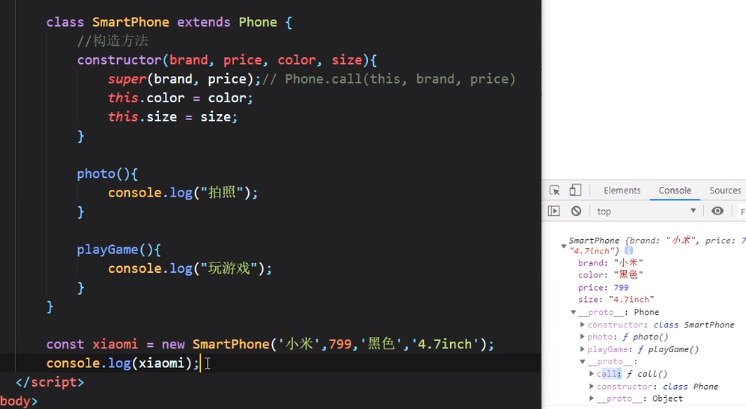 class SmartPhone extends Phone {
//构造方法
constructor(brand, price, color, size){
super(brand, price);// Phone.call(this, brand, price)
this.color = color;
this.size = size;
}
photo(){
console.log("拍照");
}
playGame(){
console.log("玩游戏");
}
}
const xiaomi = new SmartPhone('小米',799,'黑色','4.7inch');
console.log(xiaomi);
</script>
body>
Elements Console Sources
top
SmartPhone {brand: "小米", price: 7
"4.7inch"}
brand: "小米"
color: "黑色"
price: 799
size: "4.7inch"
__proto__: Phone
constructor: class SmartPhone
photo: ƒ photo()
playGame: ƒ playGame()
__proto__:
call: ƒ call()
constructor: class Phone
__proto__: Object